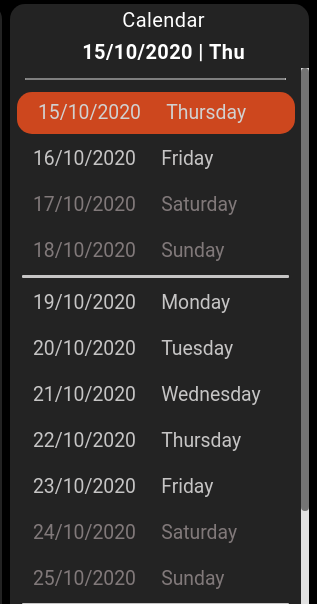 Calendar
15/10/2020 | Thu
15/10/2020 Thursday
16/10/2020 Friday
17/10/2020 Saturday
18/10/2020 Sunday
19/10/2020 Monday
20/10/2020 Tuesday
21/10/2020 Wednesday
22/10/2020 Thursday
23/10/2020 Friday
24/10/2020 Saturday
25/10/2020 Sunday